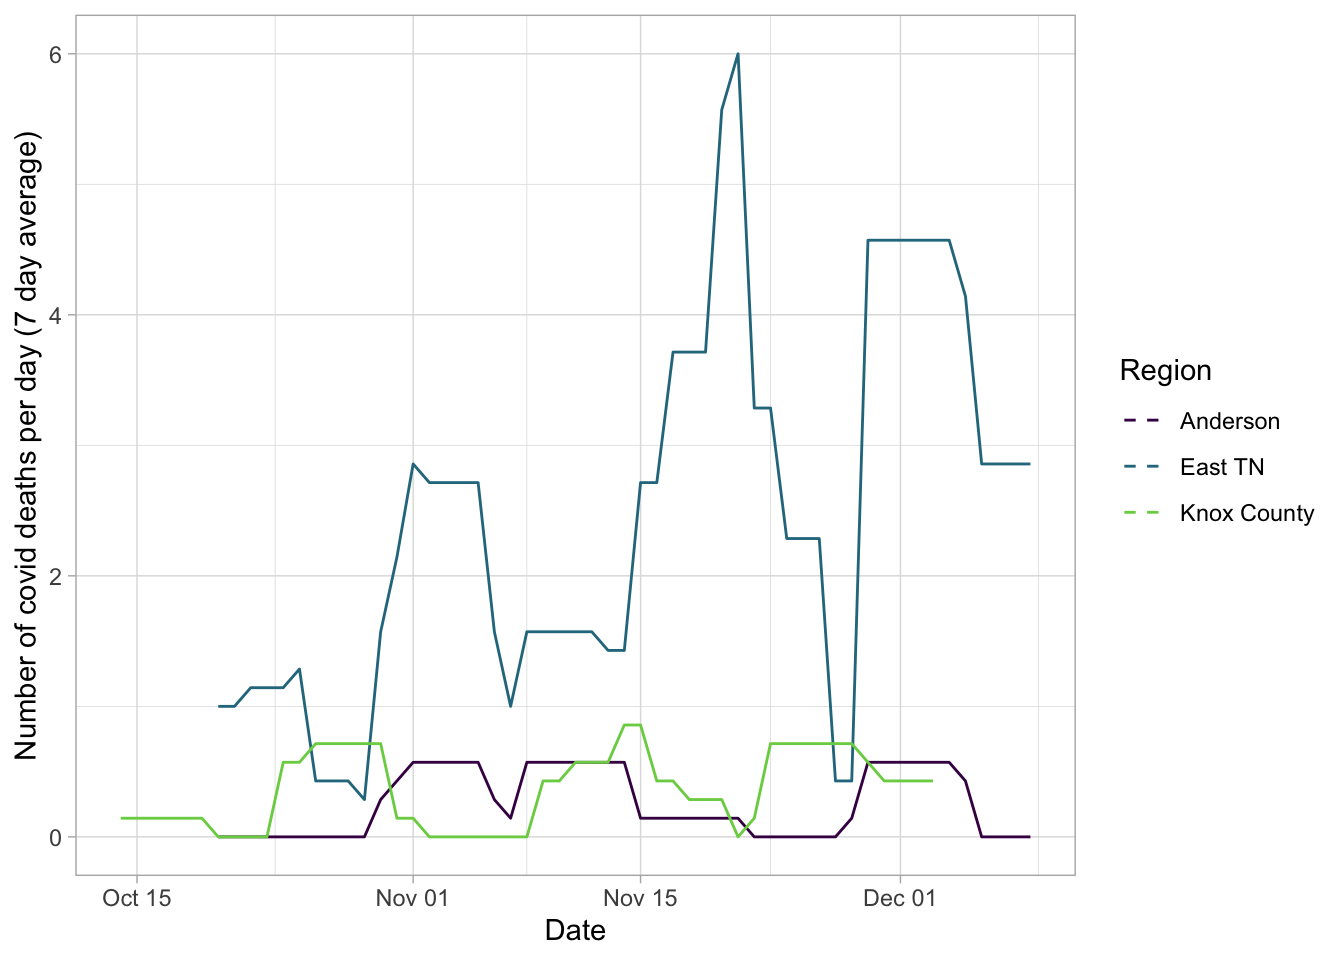 Number of covid deaths per day (7 day average)
6
4
2
0
Oct 15
Nov 01
Nov 15
Dec 01
Date
Region
Anderson
East TN
Knox County